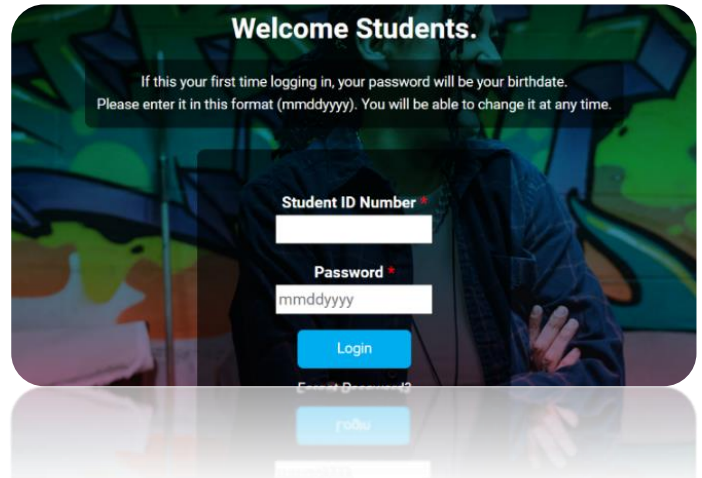 Welcome Students.
If this your first time logging in, your password will be your birthdate.
Please enter it in this format (mmddyyyy). You will be able to change it at any time.
Student ID Number *
Password *
mmddyyyy
Login
Forgot Password?